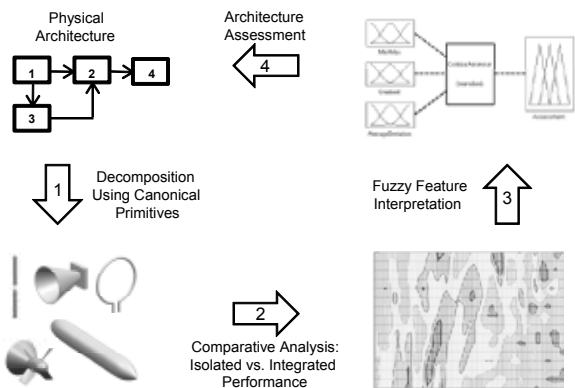 Physical
Architecture
1
2
4
3
Architecture
Assessment
4
1
Decomposition
Using Canonical
Primitives
Fuzzy Feature
Interpretation
3
2
Comparative Analysis:
Isolated vs. Integrated
Performance
Gradient
Assessment